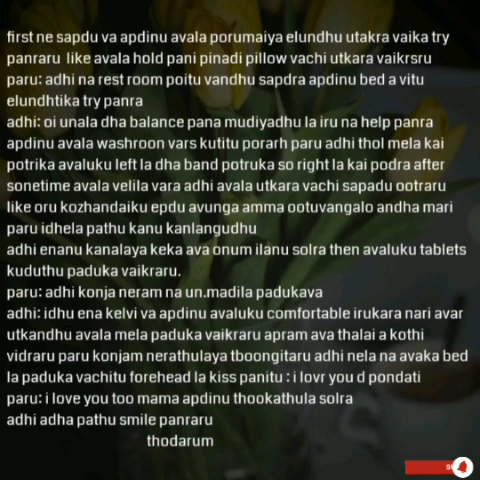 first ne sapdu va apdinu avala porumaiya elundhu utakra vaika try
panraru like avala hold pani pinadi pillow vachi utkara vaikrsru
paru: adhi na rest room poitu vandhu sapdra apdinu bed a vitu
elundhtika try panra
adhi: oi unala dha balance pana mudiyadhu la iru na help panra
apdinu avala washroon vars kutitu porarh paru adhi thol mela kai
potrika avaluku left la dha band potruka so right la kai podra after
sonetime avala velila vara adhi avala utkara vachi sapadu ootraru
like oru kozhandaiku epdu avunga amma ootuvangalo andha mari
paru idhela pathu kanu kanlangudhu
adhi enanu kanalaya keka ava onum ilanu solra then avaluku tablets
kuduthu paduka vaikraru.
paru: adhi konja neram na un.madila padukava
adhi: idhu ena kelvi va apdinu avaluku comfortable irukara nari avar
utkandhu avala mela paduka vaikraru apram ava thalai a kothi
vidraru paru konjam nerathulaya tboongitaru adhi nela na avaka bed
la paduka vachitu forehead la kiss panitu : i lovr you d pondati
paru: i love you too mama apdinu thookathula solra
adhi adha pathu smile panraru
thodarum